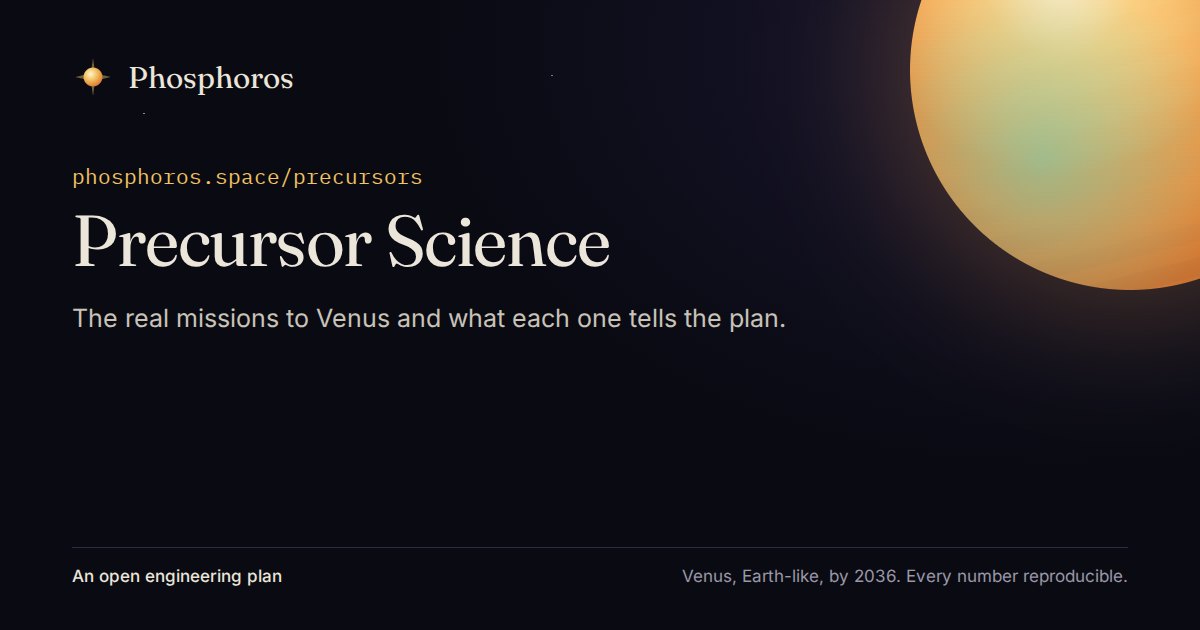 Phosphoros
phosphoros.space/precursors
Precursor Science
The real missions to Venus and what each one tells the plan.
An open engineering plan
Venus, Earth-like, by 2036. Every number reproducible.